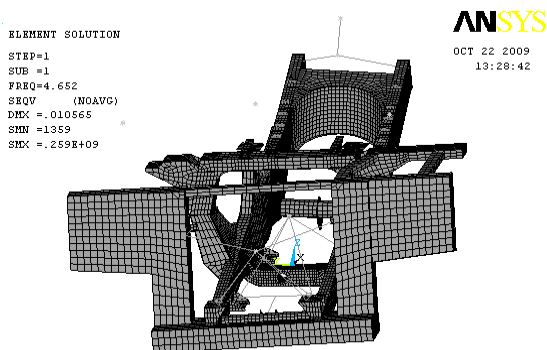 ANSYS
OCT 22 2009
13:28:42
ELEMENT SOLUTION
STEP=1
SUB =1
FREQ=4.652
SEQV (NOAVG)
DMX =.010565
SMN =1359
SMX =.259E+09
X